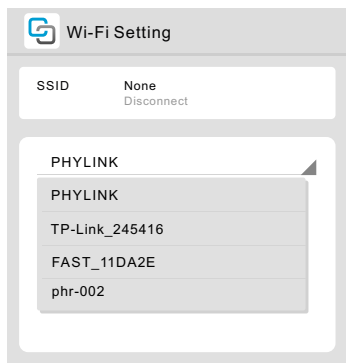 Wi-Fi Setting
SSID None
Disconnect
PHYLINK
PHYLINK
TP-Link_245416
FAST_11DA2E
phr-002